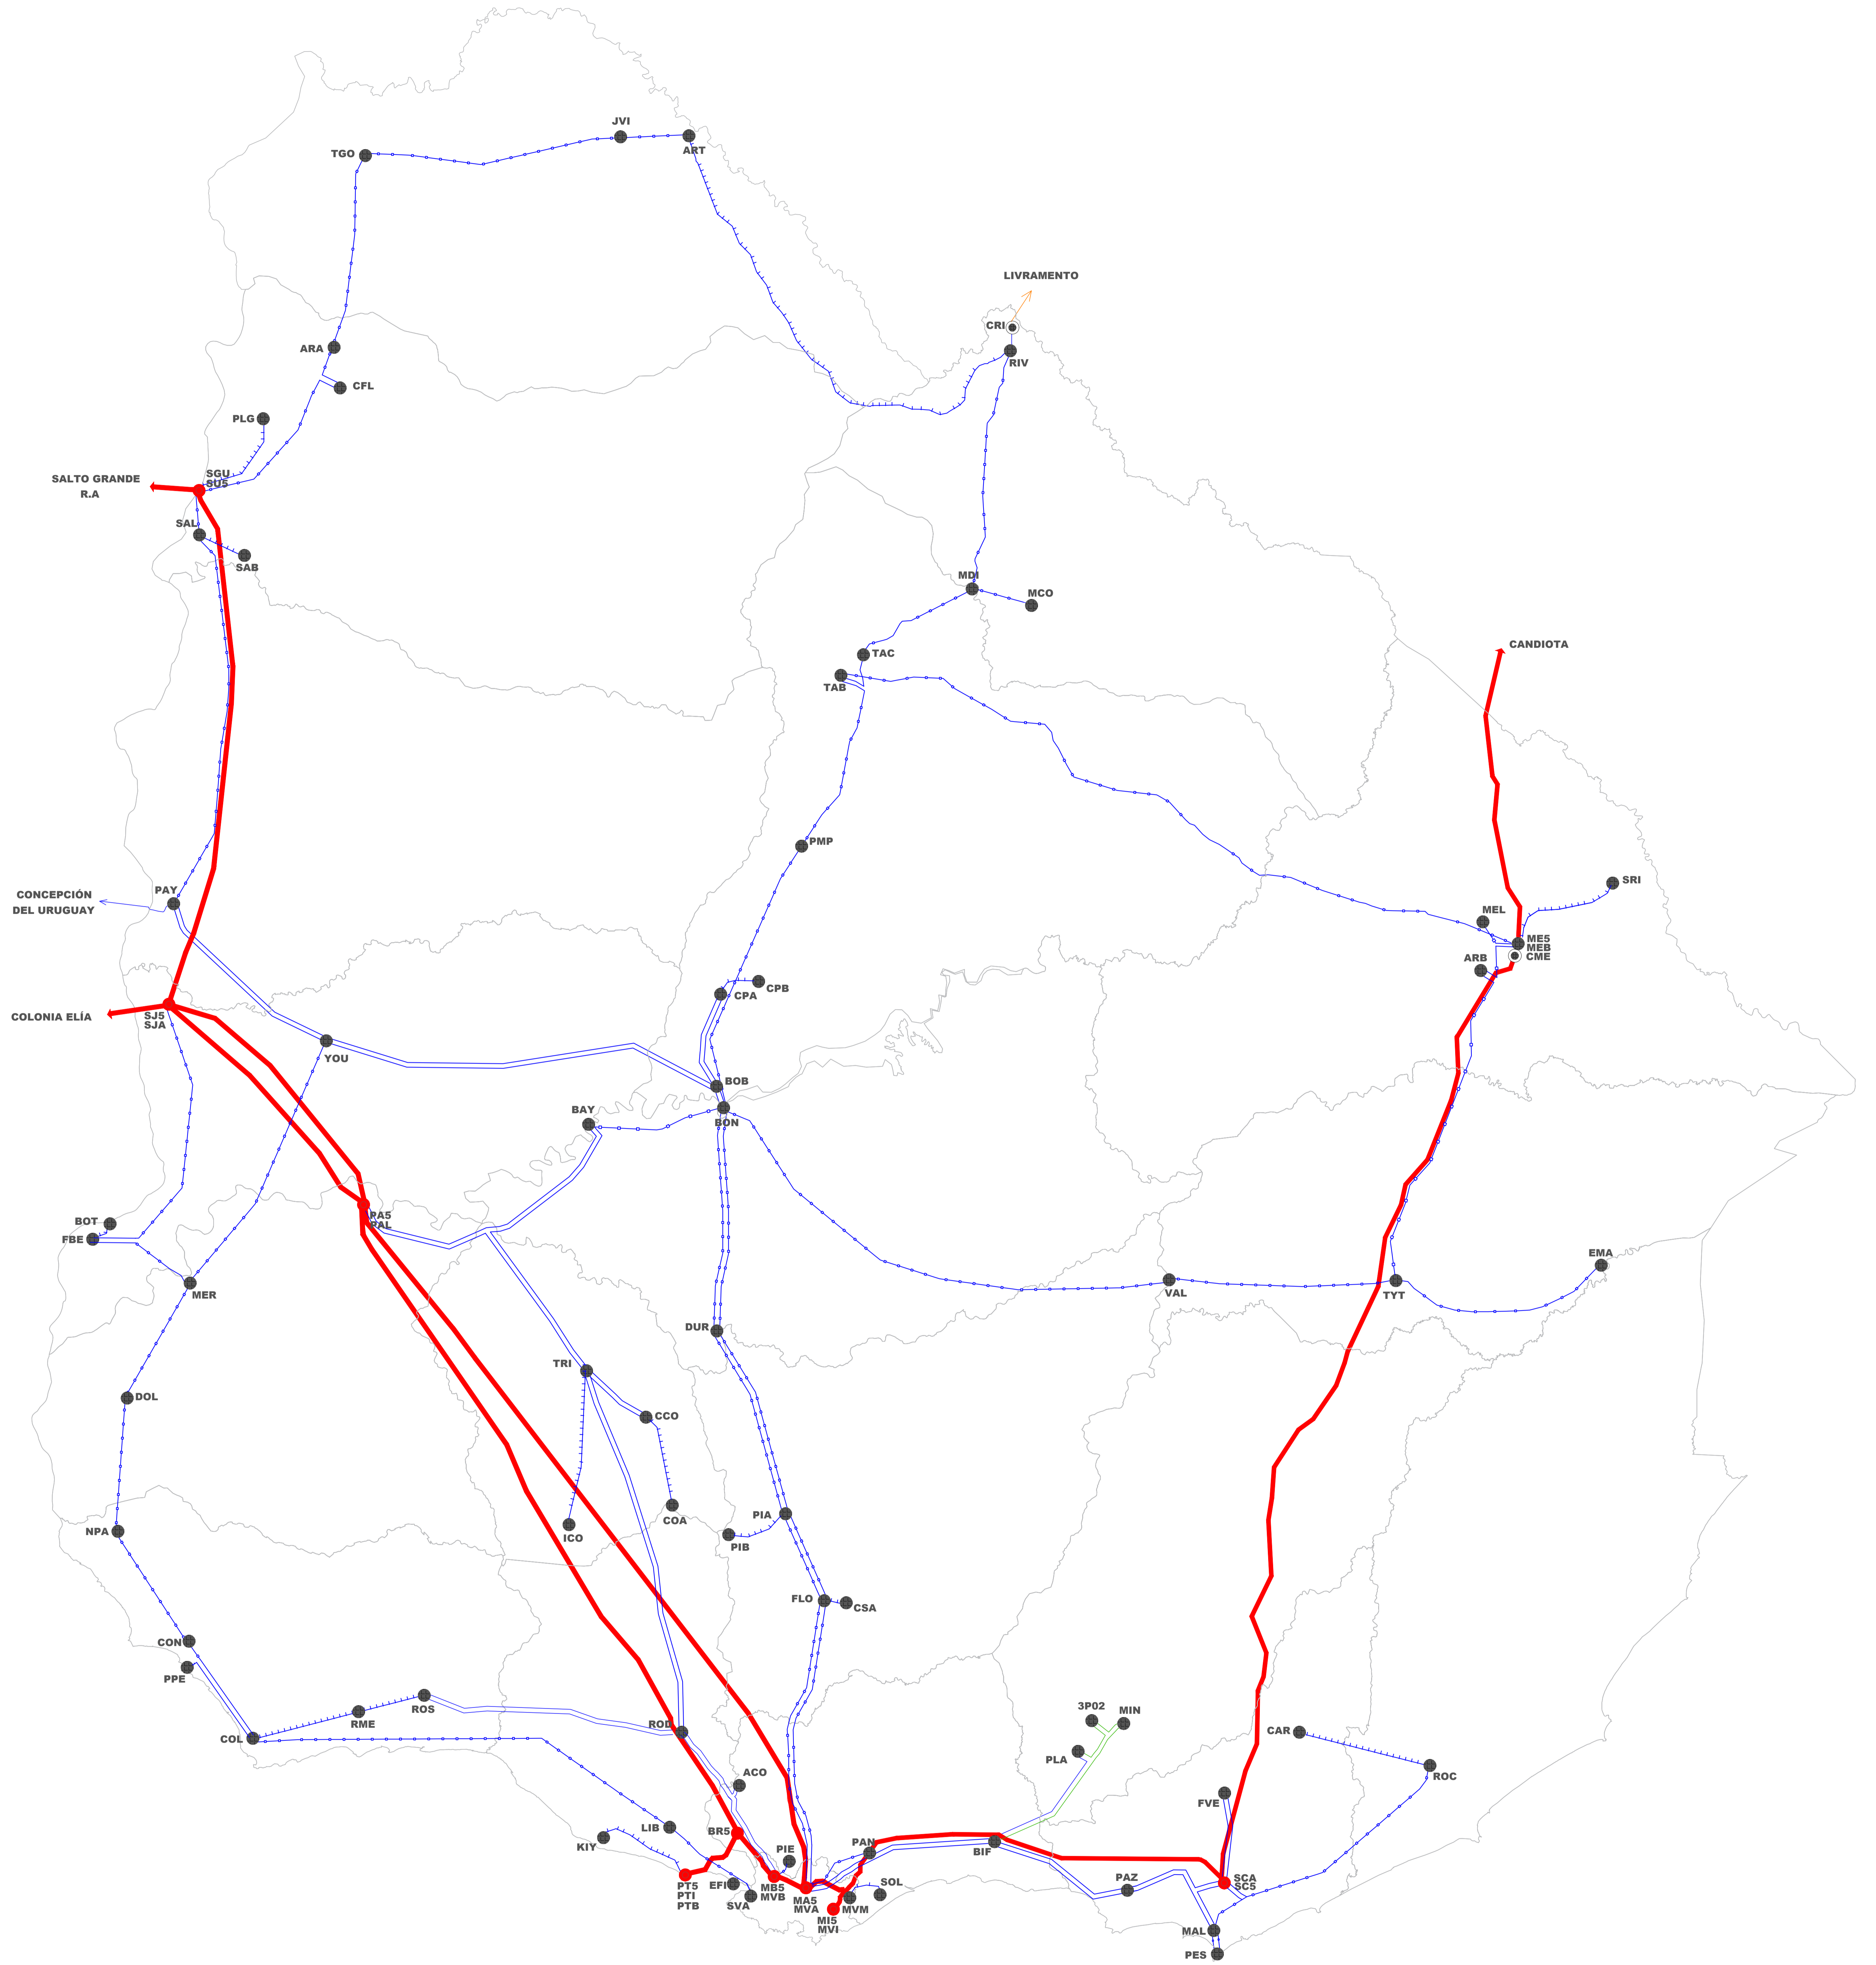 JVI
ART
TGO
LIVRAMENTO
CRI
RIV
ARA
CFL
PLG
SALTO GRANDE
R.A
SGU
SU5
SAL
SAB
MDI
MCO
CANDIOTA
TAC
TAB
PMP
SRI
CONCEPCIÓN
DEL URUGUAY
PAY
MEL
ME5
MEB
CME
ARB
CPA
CPB
COLONIA ELÍA
SJ5
SJA
YOU
BOB
BON
BAY
PA5
PAL
BOT
FBE
MER
EMA
VAL
TYT
DUR
TRI
DOL
CCO
COA
ICO
PIA
PIB
NPA
FLO
CSA
CON
PPE
ROS
RME
COL
ROD
3P02
MIN
PLA
CAR
ROC
ACO
FVE
LIB
BR5
KIY
PIE
PAN
BIF
PT5
PTI
PTB
EFI
SVA
MB5
MVB
MA5
MVA
SOL
MVM
MI5
MVI
PAZ
SCA
SC5
MAL
PES